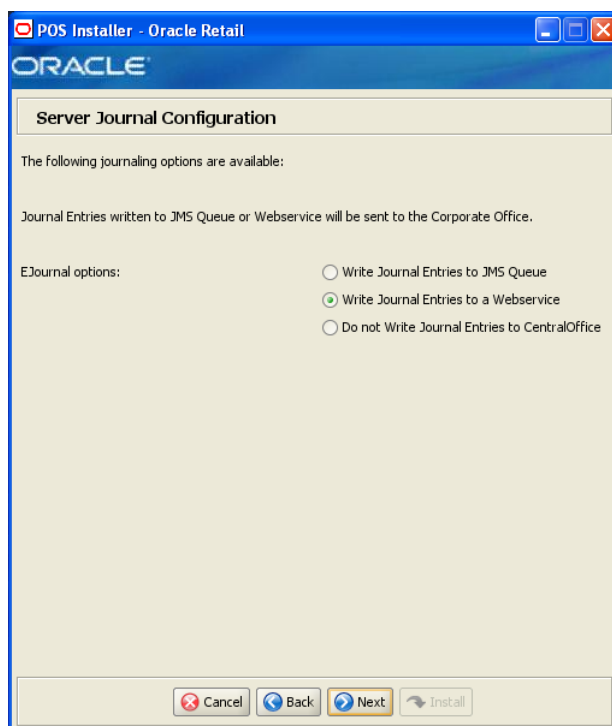 POS Installer - Oracle Retail
ORACLE
Server Journal Configuration
The following journaling options are available:
Journal Entries written to JMS Queue or Webservice will be sent to the Corporate Office.
EJournal options:
Write Journal Entries to JMS Queue
Write Journal Entries to a Webservice
Do not Write Journal Entries to CentralOffice
Cancel Back Next Install